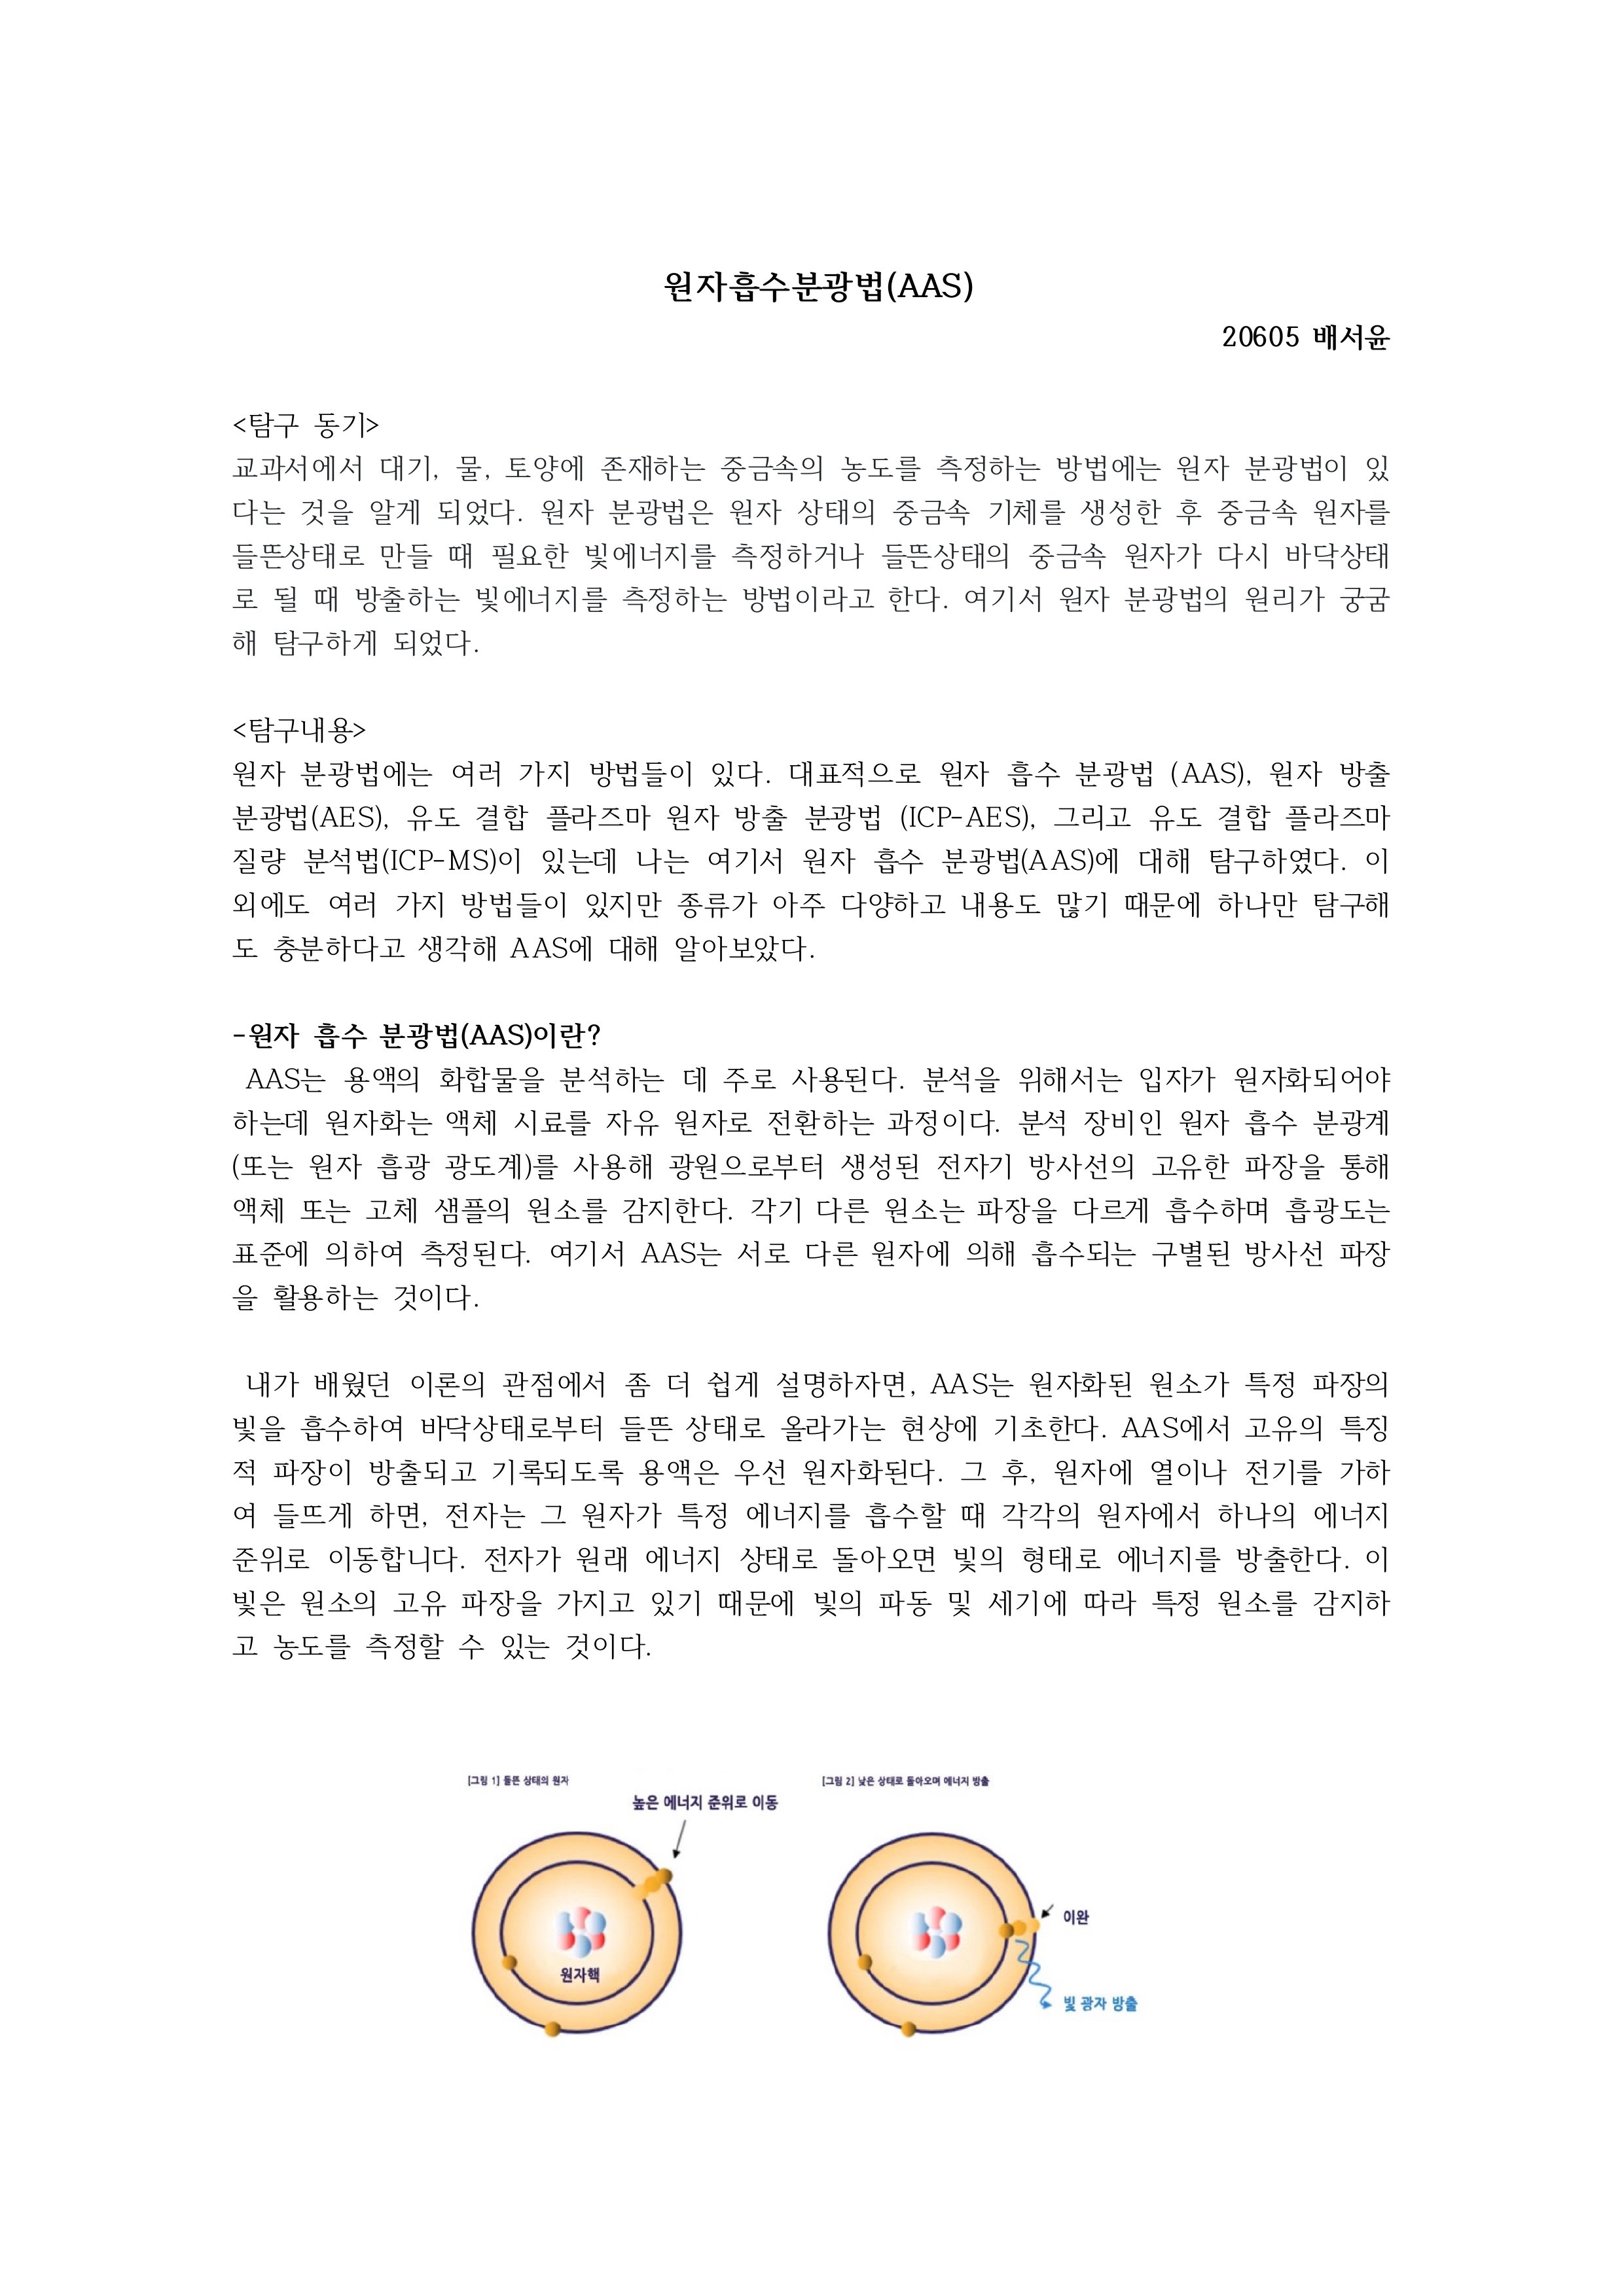 원자흡수분광법(AAS)
20605 배서윤
<탐구 동기>
교과서에서 대기, 물, 토양에 존재하는 중금속의 농도를 측정하는 방법에는 원자 분광법이 있
다는 것을 알게 되었다. 원자 분광법은 원자 상태의 중금속 기체를 생성한 후 중금속 원자를
들뜬상태로 만들 때 필요한 빛에너지를 측정하거나 들뜬상태의 중금속 원자가 다시 바닥상태
로 될 때 방출하는 빛에너지를 측정하는 방법이라고 한다. 여기서 원자 분광법의 원리가 궁굼
해 탐구하게 되었다.
<탐구내용>
원자 분광법에는 여러 가지 방법들이 있다. 대표적으로 원자 흡수 분광법 (AAS), 원자 방출
분광법(AES), 유도 결합 플라즈마 원자 방출 분광법 (ICP-AES), 그리고 유도 결합 플라즈마
질량 분석법(ICP-MS)이 있는데 나는 여기서 원자 흡수 분광법(AAS)에 대해 탐구하였다. 이
외에도 여러 가지 방법들이 있지만 종류가 아주 다양하고 내용도 많기 때문에 하나만 탐구해
도 충분하다고 생각해 AAS에 대해 알아보았다.
-원자 흡수 분광법(AAS)이란?
AAS는 용액의 화합물을 분석하는 데 주로 사용된다. 분석을 위해서는 입자가 원자화되어야
하는데 원자화는 액체 시료를 자유 원자로 전환하는 과정이다. 분석 장비인 원자 흡수 분광계
(또는 원자 흡광 광도계)를 사용해 광원으로부터 생성된 전자기 방사선의 고유한 파장을 통해
액체 또는 고체 샘플의 원소를 감지한다. 각기 다른 원소는 파장을 다르게 흡수하며 흡광도는
표준에 의하여 측정된다. 여기서 AAS는 서로 다른 원자에 의해 흡수되는 구별된 방사선 파장
을 활용하는 것이다.
내가 배웠던 이론의 관점에서 좀 더 쉽게 설명하자면, AAS는 원자화된 원소가 특정 파장의
빛을 흡수하여 바닥상태로부터 들뜬 상태로 올라가는 현상에 기초한다. AAS에서 고유의 특징
적 파장이 방출되고 기록되도록 용액은 우선 원자화된다. 그 후, 원자에 열이나 전기를 가하
여 들뜨게 하면, 전자는 그 원자가 특정 에너지를 흡수할 때 각각의 원자에서 하나의 에너지
준위로 이동합니다. 전자가 원래 에너지 상태로 돌아오면 빛의 형태로 에너지를 방출한다. 이
빛은 원소의 고유 파장을 가지고 있기 때문에 빛의 파동 및 세기에 따라 특정 원소를 감지하
고 농도를 측정할 수 있는 것이다.
[그림 1] 들뜬 상태의 원자
높은 에너지 준위로 이동
원자핵
[그림 2] 낮은 상태로 돌아오며 에너지 방출
이완
빛 광자 방출